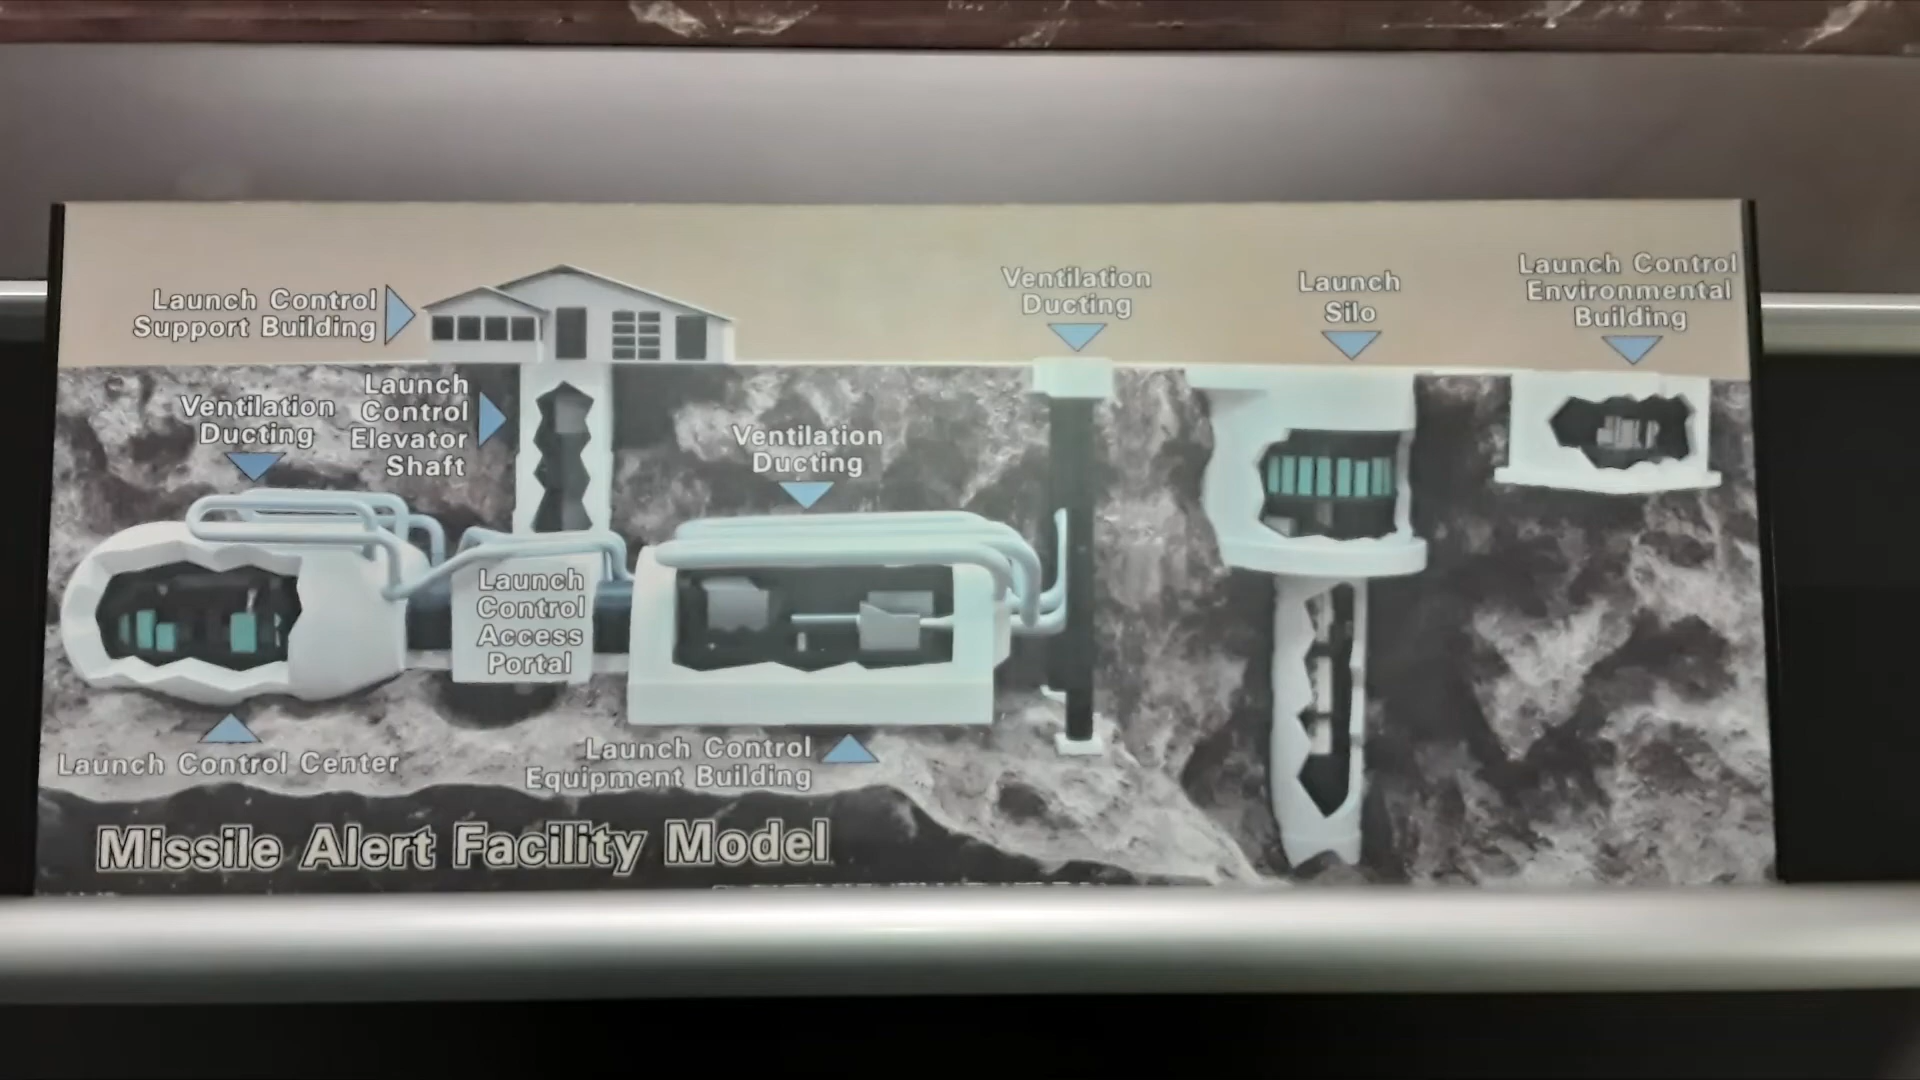 Launch Control
Support Building
Ventilation
Ducting
Launch
Silo
Launch Control
Environmental
Building
Ventilation
Ducting
Launch
Control
Elevator
Shaft
Ventilation
Ducting
Launch
Control
Access
Portal
Launch Control Center
Launch Control
Equipment Building
Missile Alert Facility Model